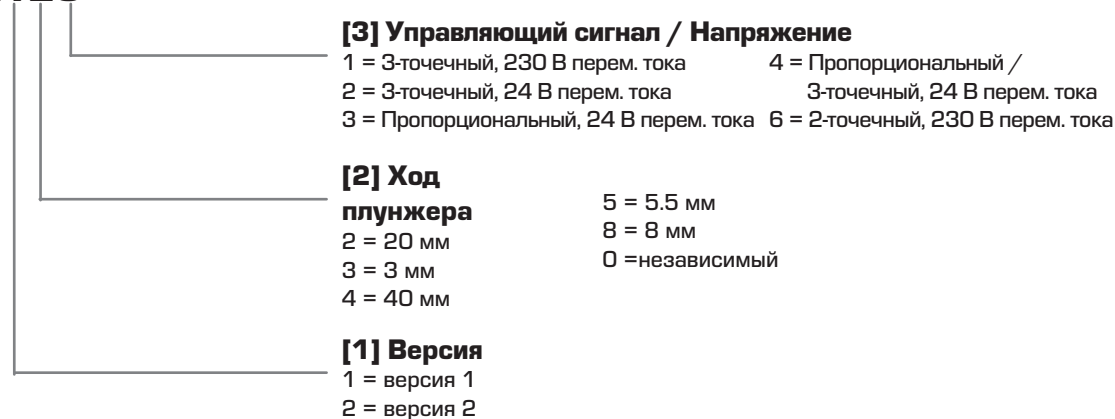 [3] Управляющий сигнал / Напряжение
1 = 3-точечный, 230 В перем. тока
2 = 3-точечный, 24 В перем. тока
3 = Пропорциональный, 24 В перем. тока
4 = Пропорциональный /
3-точечный, 24 В перем. тока
6 = 2-точечный, 230 В перем. тока
[2] Ход
плунжера
2 = 20 мм
3 = 3 мм
4 = 40 мм
5 = 5.5 мм
8 = 8 мм
0 =независимый
[1] Версия
1 = версия 1
2 = версия 2